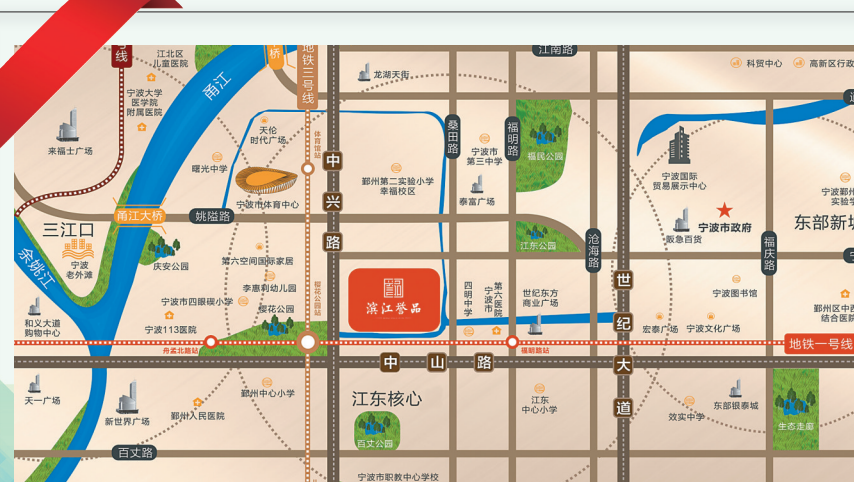 号线
江北区
儿童医院
宁波大学
医学院
附属医院
来福士广场
甬江
桥
地铁三号线
龙湖天街
江南路
科贸中心
高新区行政
天伦
时代广场
体育馆站
曙光中学
宁波市体育中心
中兴路
鄞州第二实验小学
幸福校区
桑田路
宁波市
第三中学
泰富广场
福明路
福民公园
宁波国际
贸易展示中心
宁波鄞州
实验学
宁波市政府
阪急百货
东部新城
甬江大桥
姚隘路
三江口
宁波
老外滩
余姚江
庆安公园
第六空间国际家居
李惠利幼儿园
宁波市四眼碶小学
樱花公园
樱花公园站
宁波113医院
舟孟北路站
和义大道
购物中心
滨江誉品
四明中学
宁波市
第六医院
世纪东方
商业广场
江东公园
沧海路
福庆路
世纪大道
宁波图书馆
宏泰广场
宁波文化广场
鄞州区中西
结合医院
地铁一号线
福明路站
中山路
天一广场
新世界广场
鄞州人民医院
鄞州中心小学
江东核心
百丈公园
江东
中心小学
效实中学
东部银泰城
生态走廊
百丈路
宁波市职教中心学校